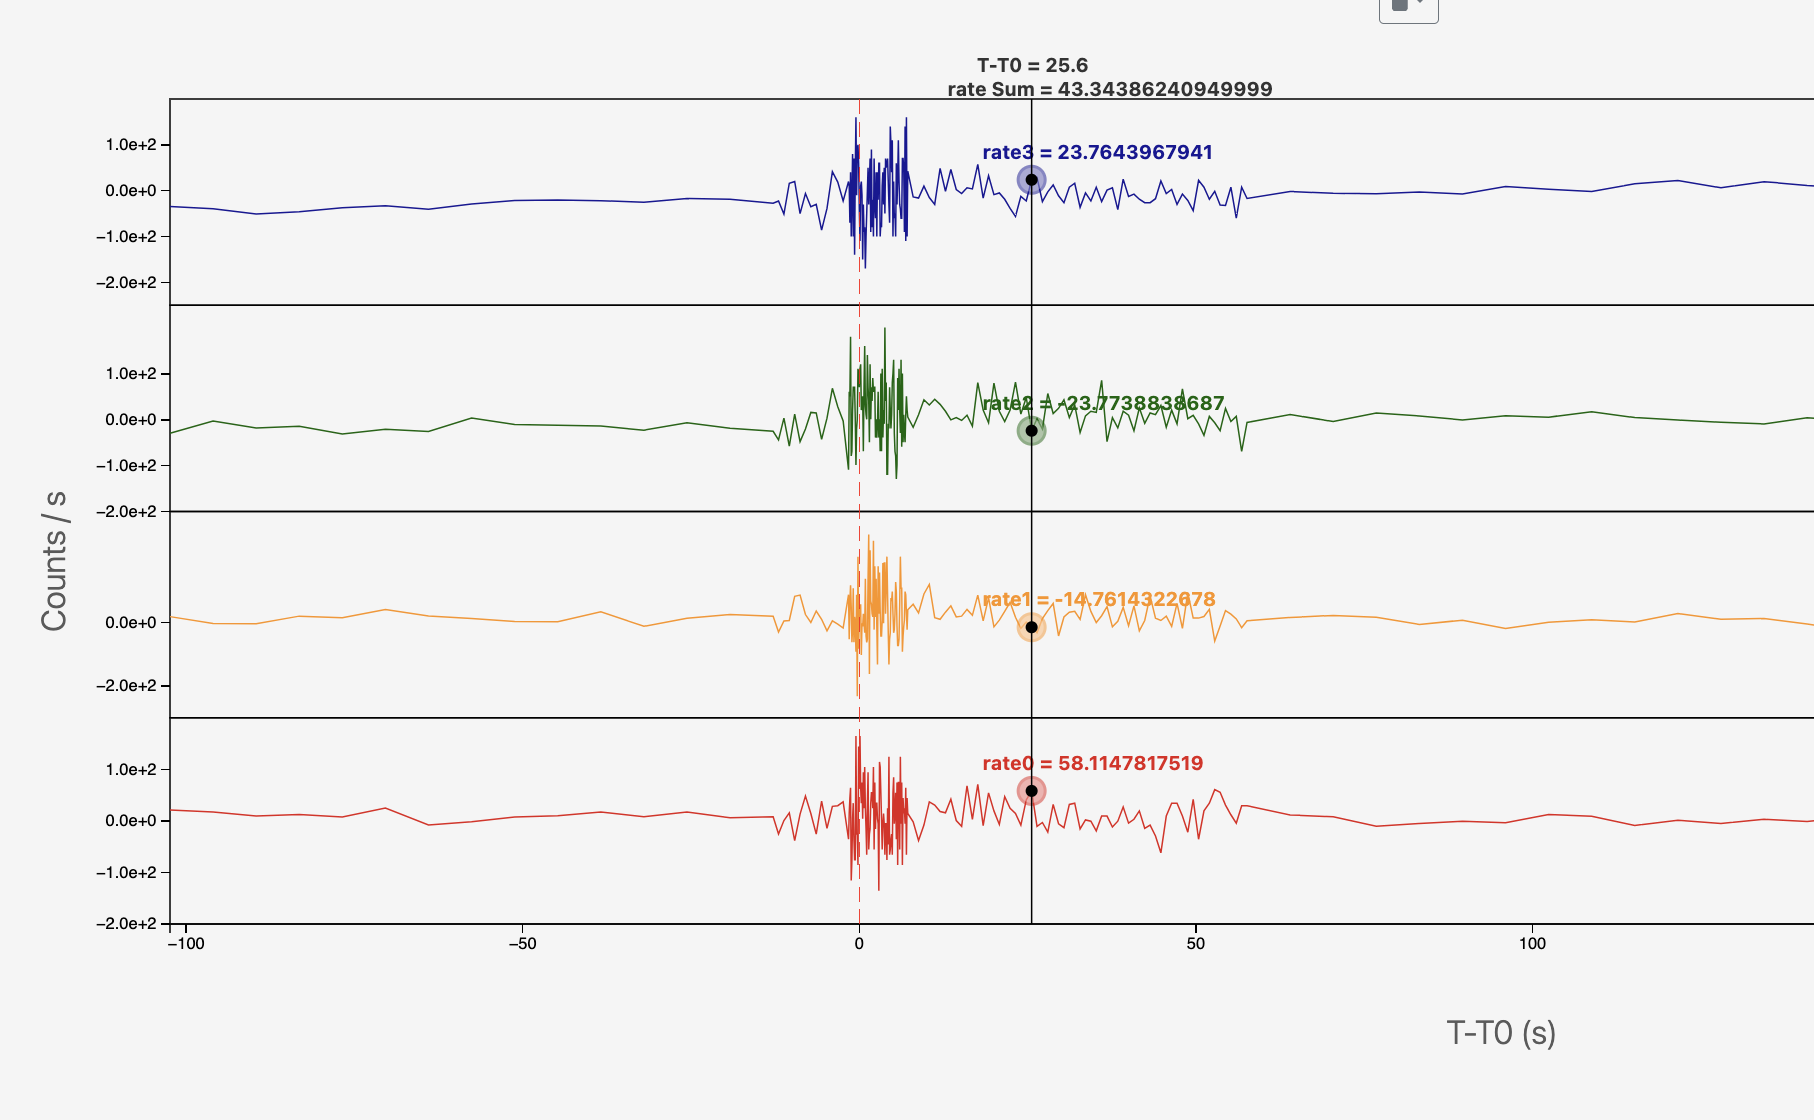 T-T0 = 25.6
rate Sum = 43.34386240949999
1.0e+2
rate3 = 23.7643967941
0.0e+0
−1.0e+2
−2.0e+2
1.0e+2
rate2 = -23.7738838687
0.0e+0
−1.0e+2
−2.0e+2
Counts / s
rate1 = -14.7614322678
0.0e+0
−2.0e+2
rate0 = 58.1147817519
1.0e+2
0.0e+0
−1.0e+2
−2.0e+2
−100 −50 0 50 100
T-T0 (s)